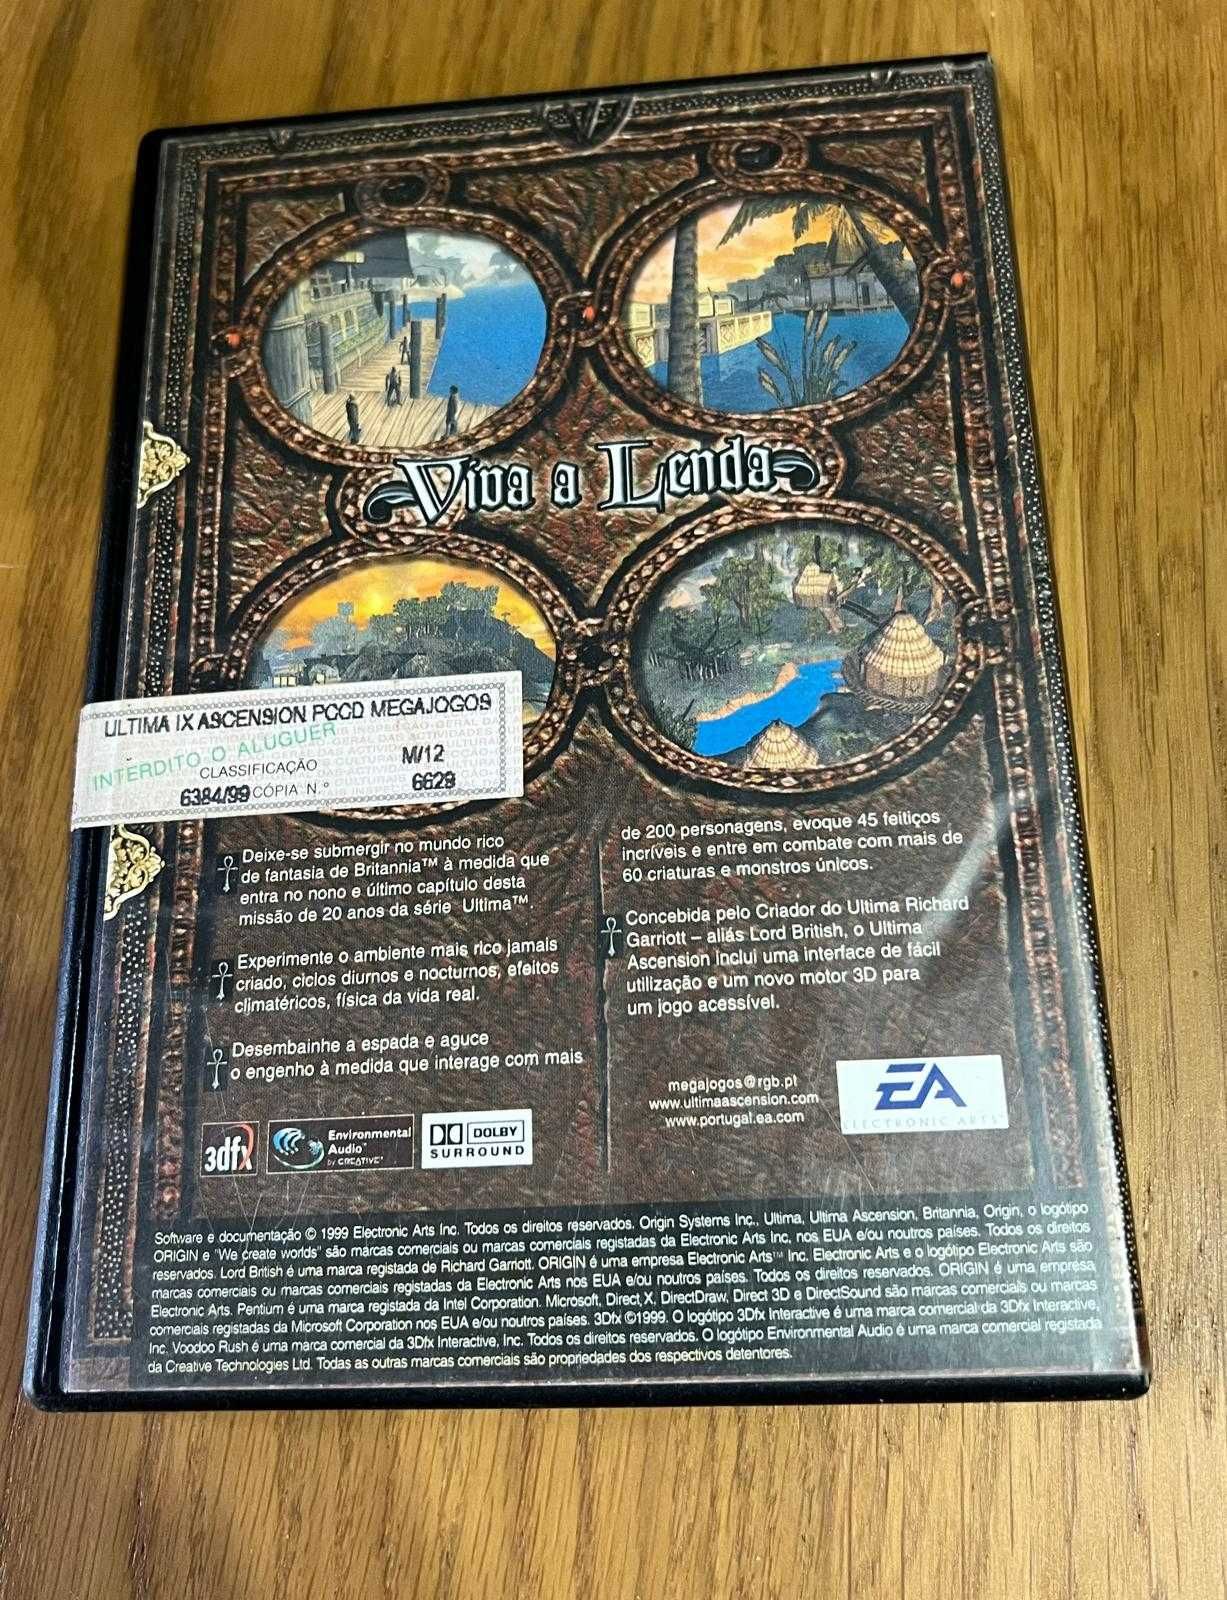 Viva a Lenda
ULTIMA IX ASCENSION PCCD MEGAJOGOS
INTERDITO O ALUGUER
CLASSIFICAÇÃO M/12
6384/99 CÓPIA N.º 6629
Deixe-se submergir no mundo rico
de fantasia de Britannia™ à medida que
entra no nono e último capítulo desta
missão de 20 anos da série Ultima™.
Experimente o ambiente mais rico jamais
criado, ciclos diurnos e nocturnos, efeitos
climatéricos, física da vida real.
Desembainhe a espada e aguce
o engenho à medida que interage com mais
de 200 personagens, evoque 45 feitiços
incríveis e entre em combate com mais de
60 criaturas e monstros únicos.
Concebida pelo Criador do Ultima Richard
Garriott – aliás Lord British, o Ultima
Ascension inclui uma interface de fácil
utilização e um novo motor 3D para
um jogo acessível.
megajogos@rgb.pt
www.ultimaascension.com
www.portugal.ea.com
EA
ELECTRONIC ARTS™
3dfx
Environmental
Audio™
BY CREATIVE™
DOLBY
SURROUND
Software e documentação © 1999 Electronic Arts Inc. Todos os direitos reservados. Origin Systems Inc., Ultima, Ultima Ascension, Britannia, Origin, o logótipo
ORIGIN e "We create worlds" são marcas comerciais ou marcas comerciais registadas da Electronic Arts Inc. nos EUA e/ou noutros países. Todos os direitos
reservados. Lord British é uma marca registada de Richard Garriott. ORIGIN é uma empresa Electronic Arts™ Inc. Electronic Arts e o logótipo Electronic Arts são
marcas comerciais ou marcas comerciais registadas da Electronic Arts nos EUA e/ou noutros países. Todos os direitos reservados. ORIGIN é uma empresa
Electronic Arts. Pentium é uma marca registada da Intel Corporation. Microsoft, Direct X, DirectDraw, Direct 3D e DirectSound são marcas comerciais ou marcas
comerciais registadas da Microsoft Corporation nos EUA e/ou noutros países. 3Dfx ©1999. O logótipo 3Dfx Interactive é uma marca comercial da 3Dfx Interactive,
Inc. Voodoo Rush é uma marca comercial da 3Dfx Interactive, Inc. Todos os direitos reservados. O logótipo Environmental Audio é uma marca comercial registada
da Creative Technologies Ltd. Todas as outras marcas comerciais são propriedades dos respectivos detentores.